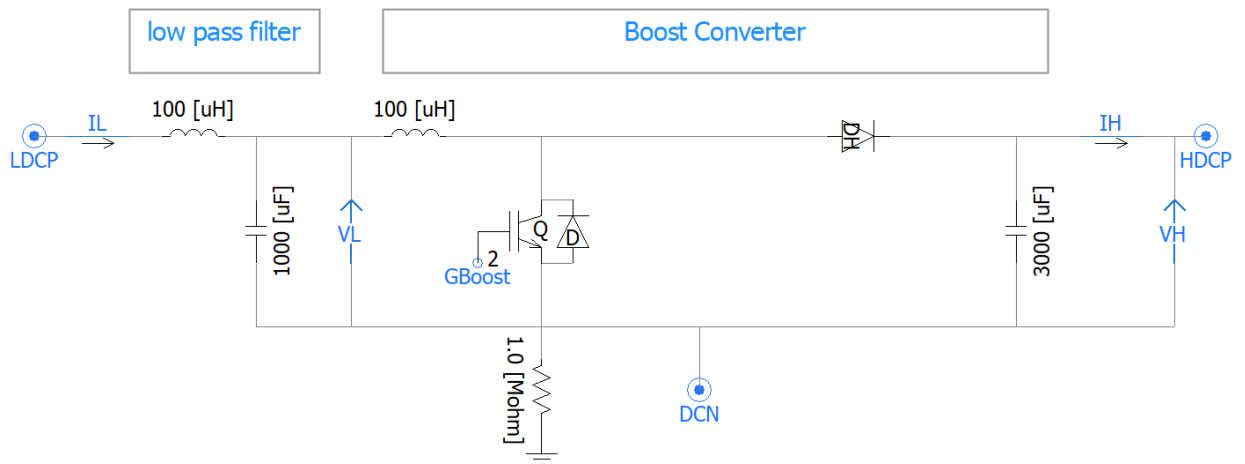 low pass filter
Boost Converter
IL
100 [uH]
100 [uH]
DH
IH
LDCP
HDCP
1000 [uF]
VL
Q
D
2
GBoost
3000 [uF]
VH
1.0 [Mohm]
DCN